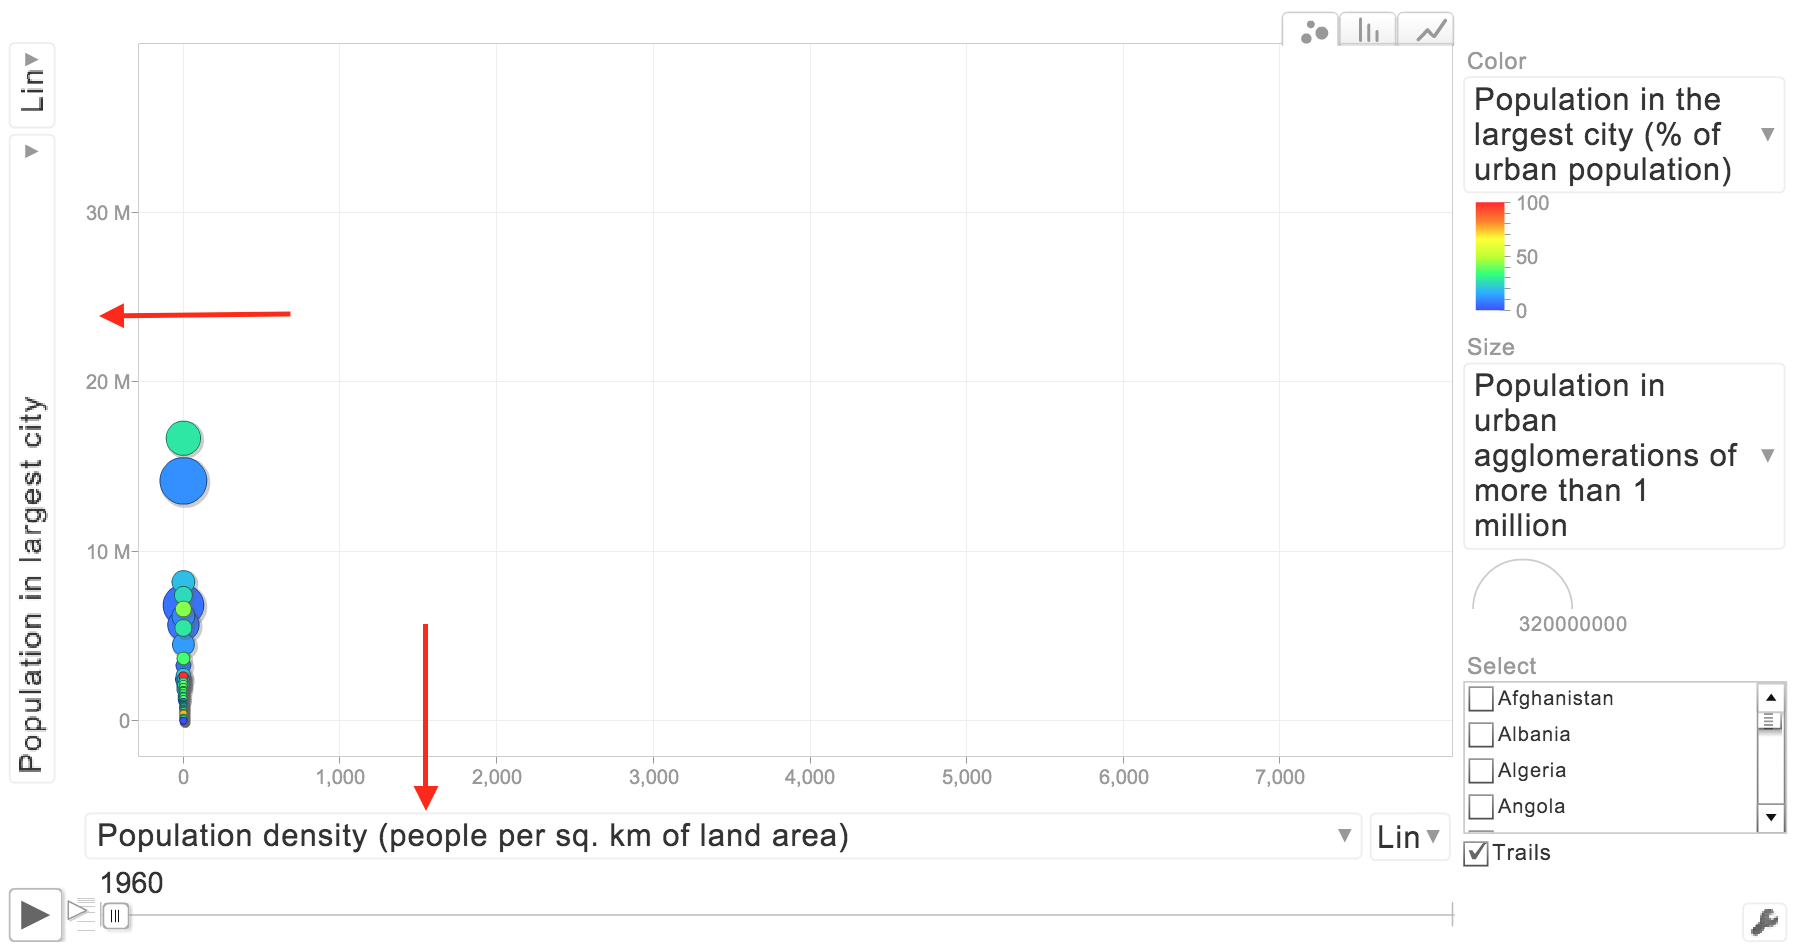 Lin
Population in largest city
30 M
20 M
10 M
0
0 1,000 2,000 3,000 4,000 5,000 6,000 7,000
Population density (people per sq. km of land area)
Lin
1960
Color
Population in the
largest city (% of
urban population)
100
50
0
Size
Population in
urban
agglomerations of
more than 1
million
320000000
Select
Afghanistan
Albania
Algeria
Angola
Trails